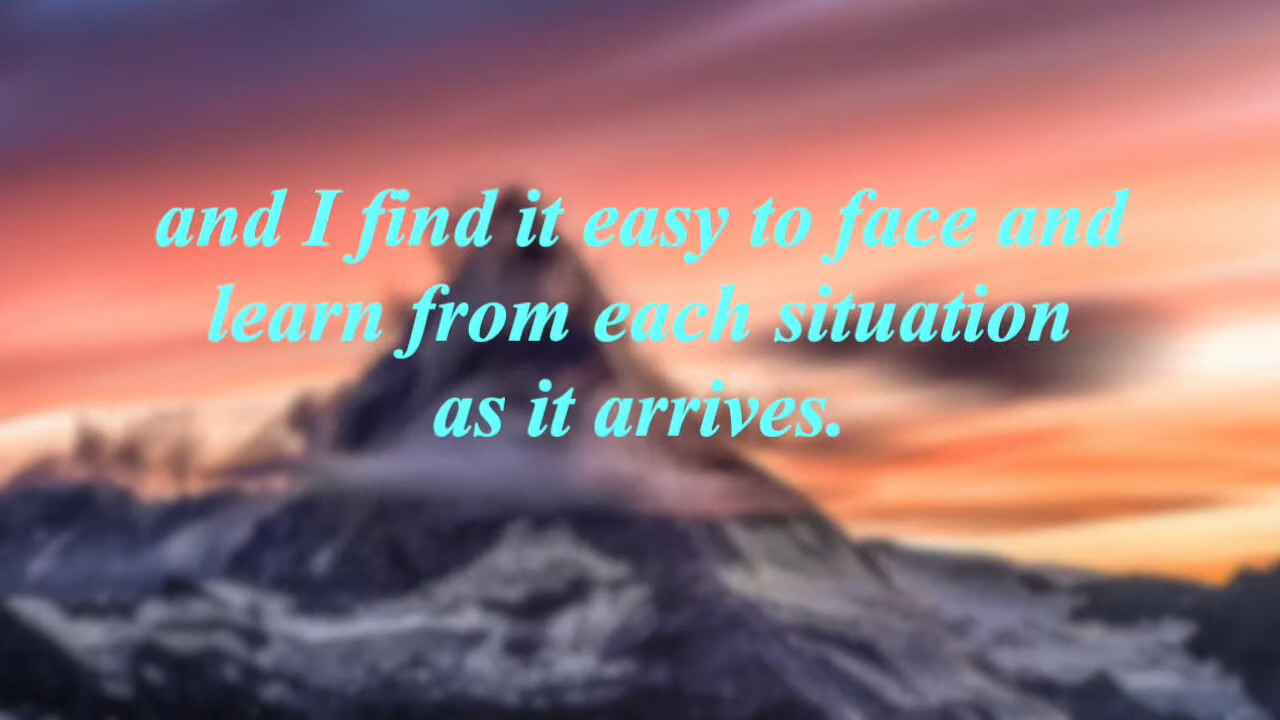 and I find it easy to face and
learn from each situation
as it arrives.